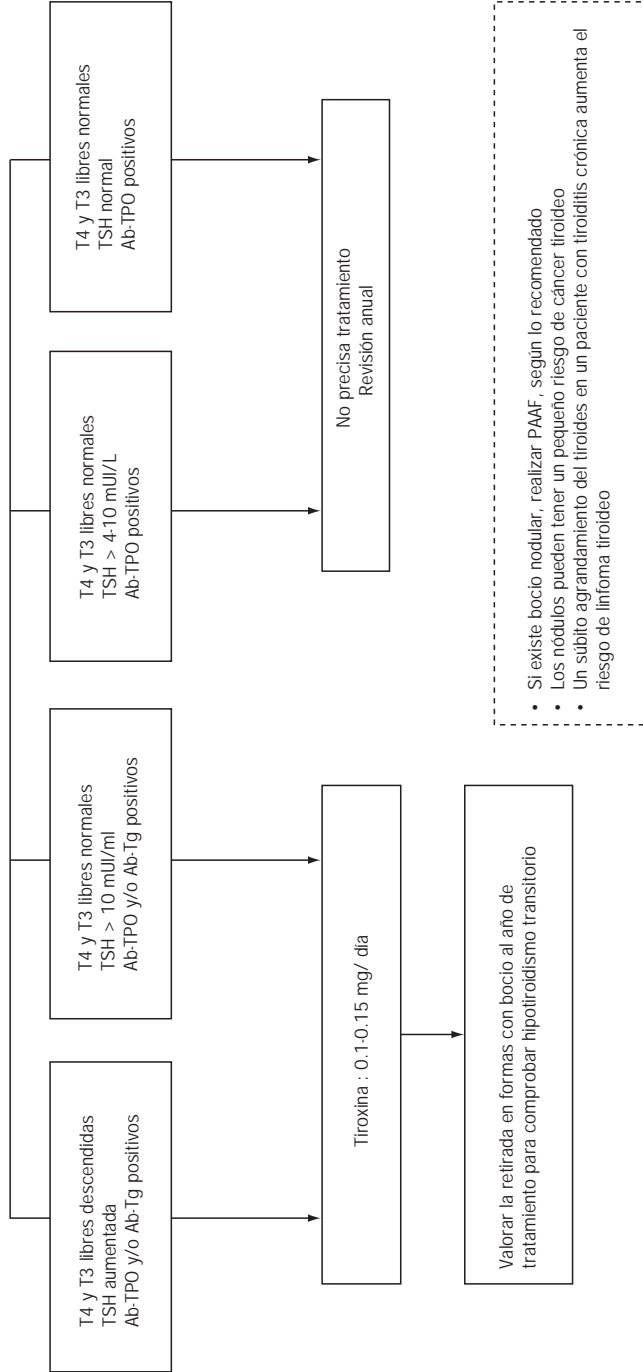 T4 y T3 libres descendidas
TSH aumentada
Ab-TPO y/o Ab-Tg positivos
T4 y T3 libres normales
TSH > 10 mUI/ml
Ab-TPO y/o Ab-Tg positivos
T4 y T3 libres normales
TSH > 4-10 mUI/L
Ab-TPO positivos
T4 y T3 libres normales
TSH normal
Ab-TPO positivos
Tiroxina : 0.1-0.15 mg/ día
No precisa tratamiento
Revisión anual
Valorar la retirada en formas con bocio al año de
tratamiento para comprobar hipotiroidismo transitorio
• Si existe bocio nodular, realizar PAAF, según lo recomendado
• Los nódulos pueden tener un pequeño riesgo de cáncer tiroideo
• Un súbito agrandamiento del tiroides en un paciente con tiroiditis crónica aumenta el
riesgo de linfoma tiroideo